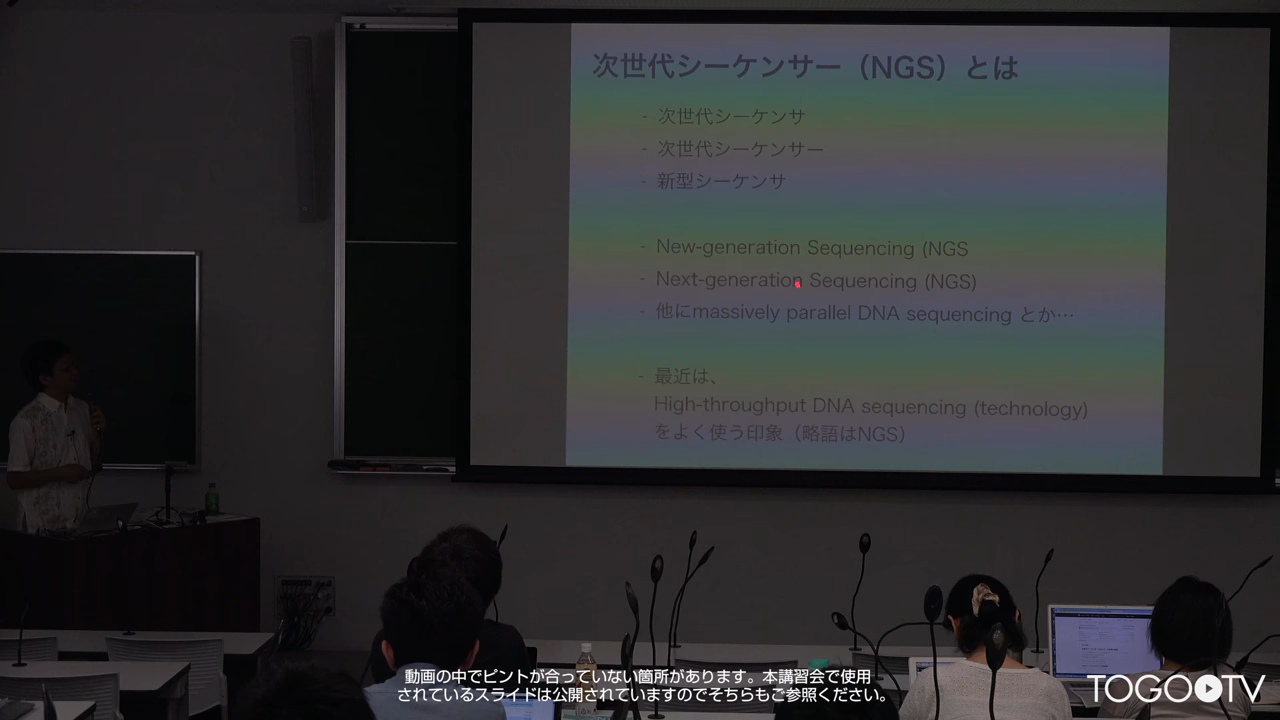 次世代シーケンサー（NGS）とは
- 次世代シーケンサ
- 次世代シーケンサー
- 新型シーケンサ
- New-generation Sequencing (NGS
- Next-generation Sequencing (NGS)
- 他にmassively parallel DNA sequencing とか…
- 最近は、
High-throughput DNA sequencing (technology)
をよく使う印象（略語はNGS）
動画の中でピントが合っていない箇所があります。本講習会で使用
されているスライドは公開されていますのでそちらもご参照ください。
TOGO TV